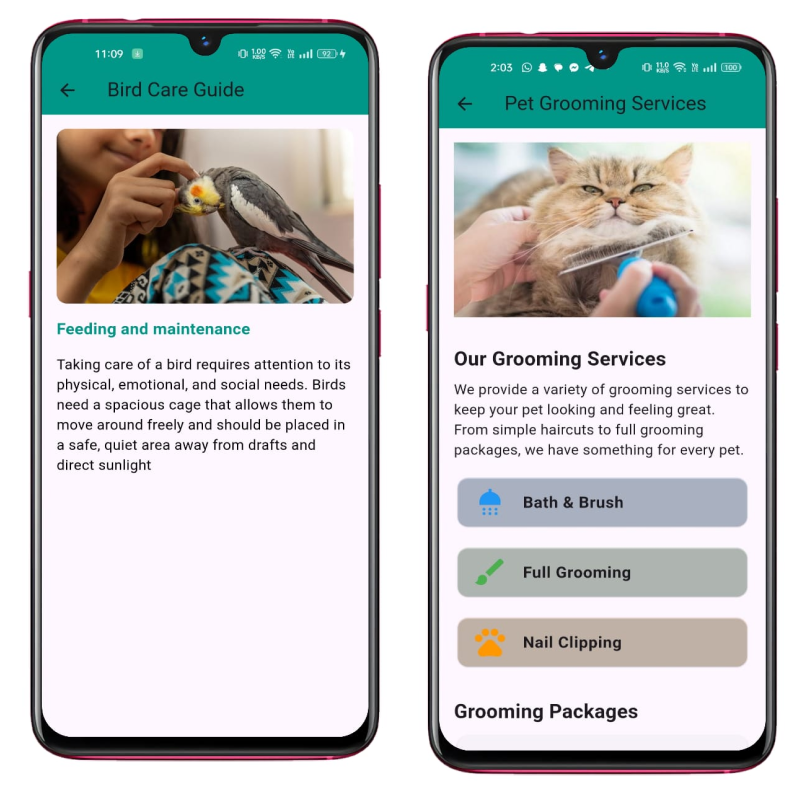 11:09
1.00 KB/S
92
Bird Care Guide
Feeding and maintenance
Taking care of a bird requires attention to its
physical, emotional, and social needs. Birds
need a spacious cage that allows them to
move around freely and should be placed in
a safe, quiet area away from drafts and
direct sunlight
2:03
11.0 KB/S
100
Pet Grooming Services
Our Grooming Services
We provide a variety of grooming services to
keep your pet looking and feeling great.
From simple haircuts to full grooming
packages, we have something for every pet.
Bath & Brush
Full Grooming
Nail Clipping
Grooming Packages